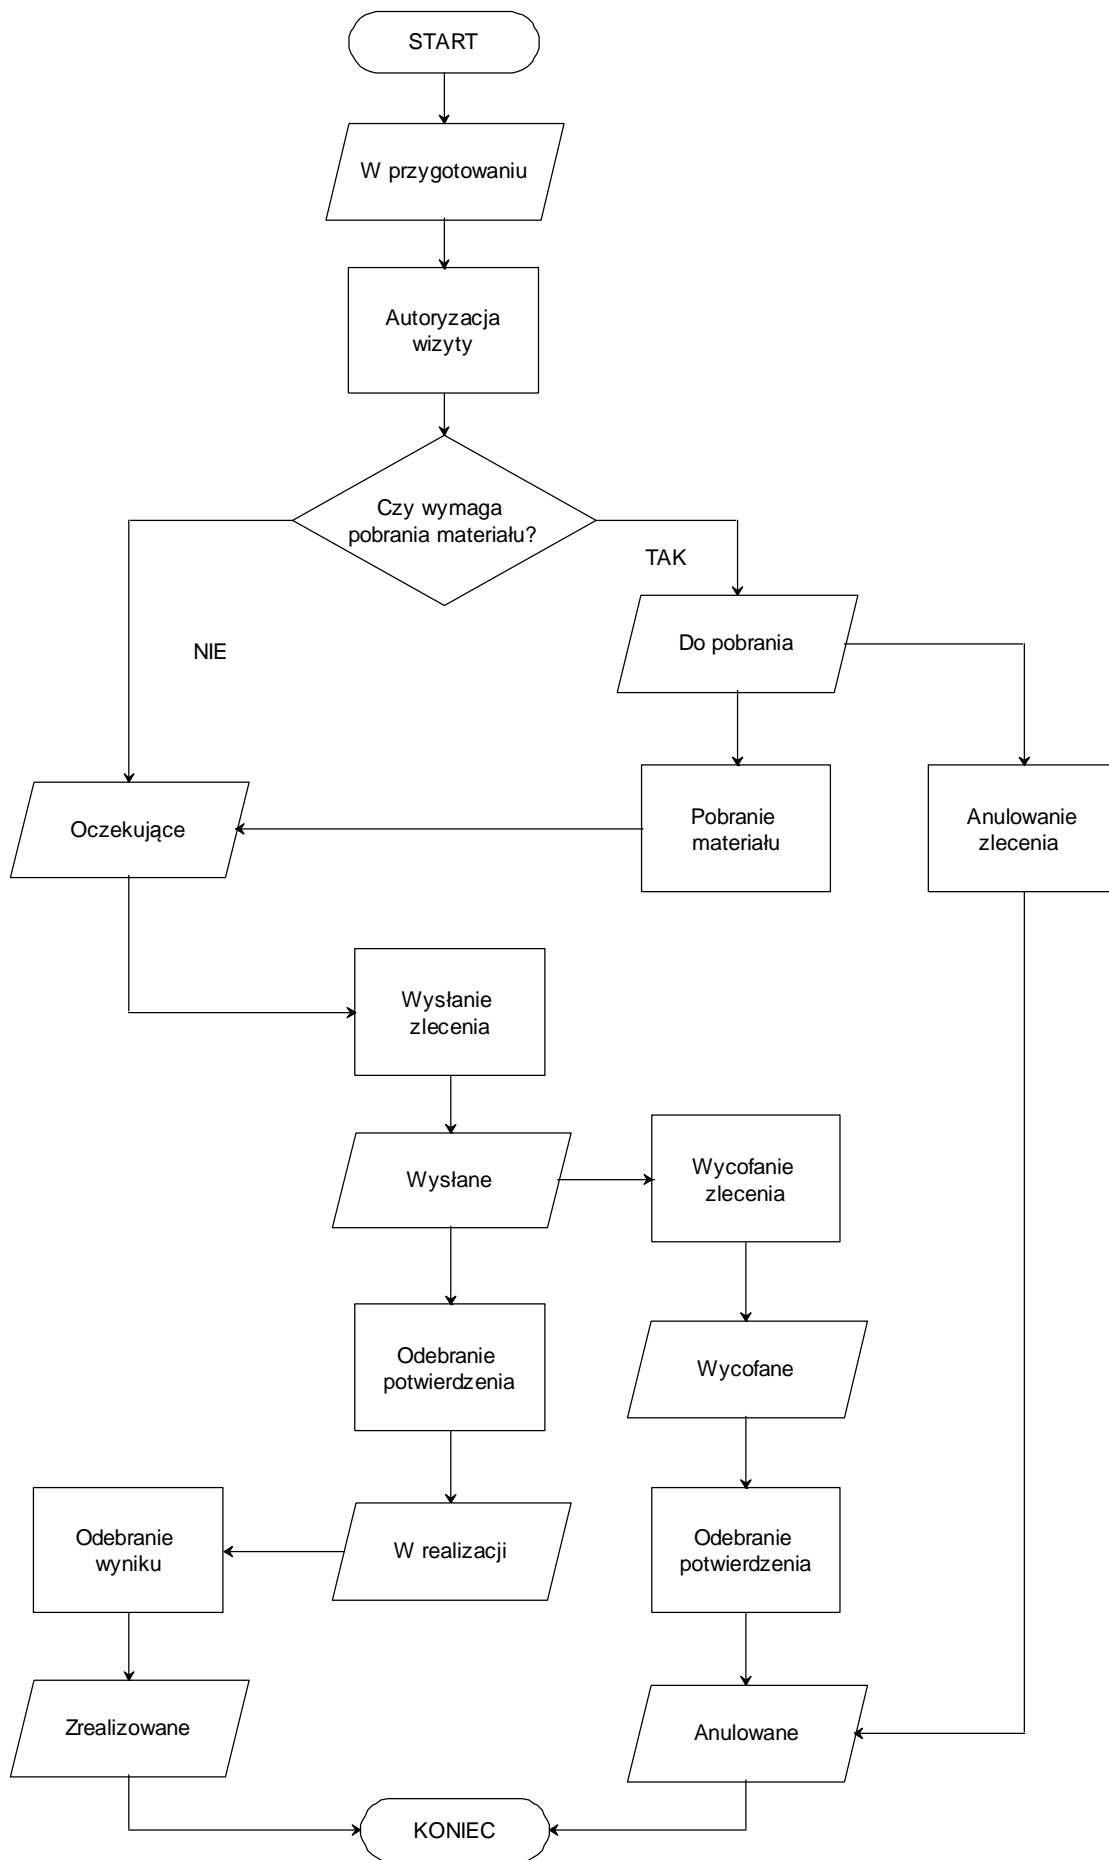 START
W przygotowaniu
Autoryzacja
wizyty
Czy wymaga
pobrania materiału?
TAK
NIE
Do pobrania
Oczekujące
Pobranie
materiału
Anulowanie
zlecenia
Wysłanie
zlecenia
Wysłane
Wycofanie
zlecenia
Odebranie
potwierdzenia
Wycofane
Odebranie
wyniku
W realizacji
Odebranie
potwierdzenia
Zrealizowane
Anulowane
KONIEC